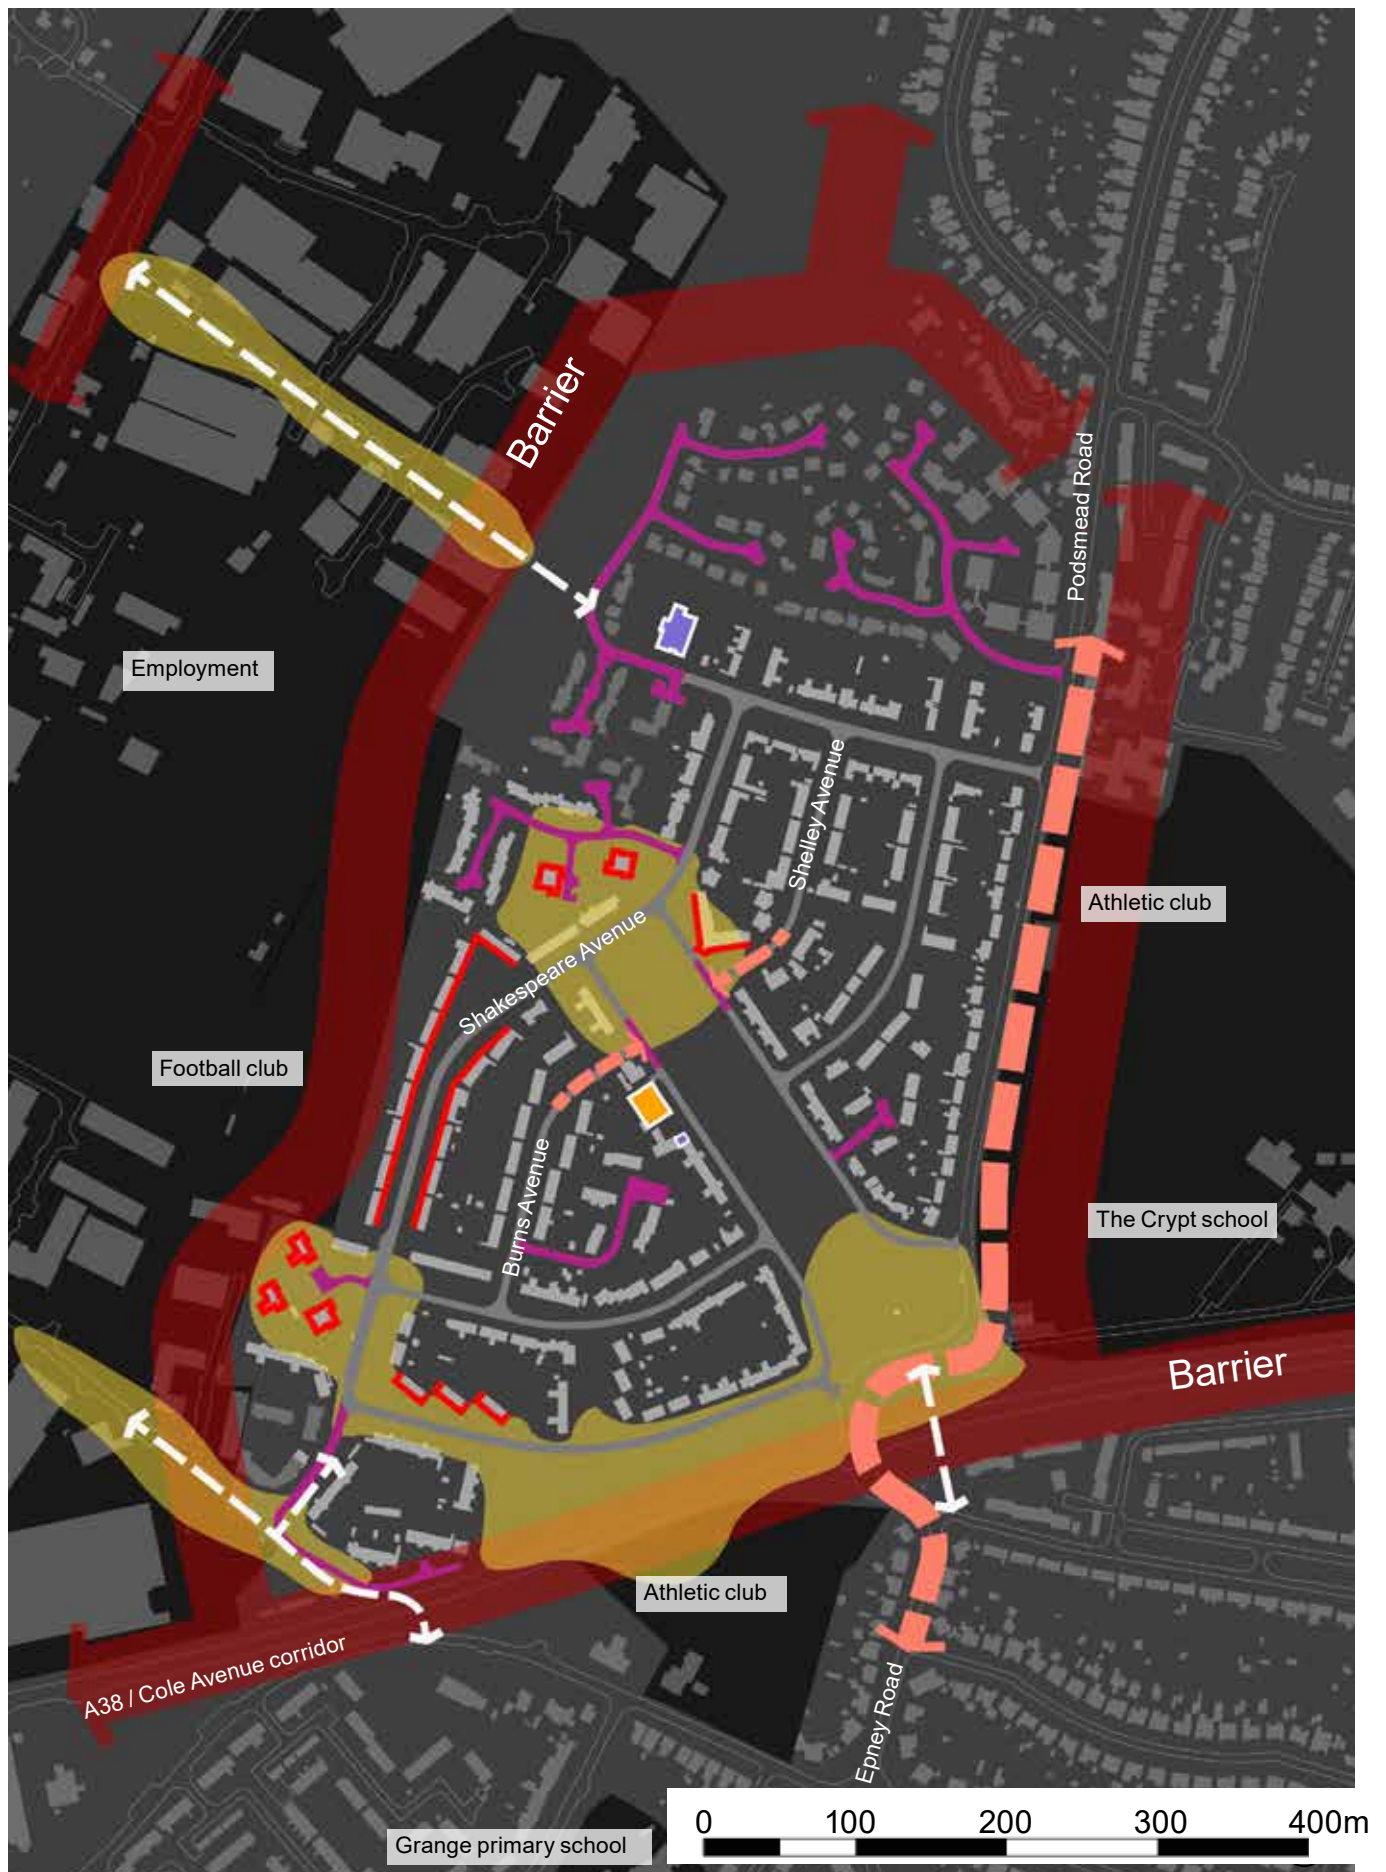 Barrier
Podsmead Road
Employment
Shelley Avenue
Athletic club
Shakespeare Avenue
Football club
Burns Avenue
The Crypt school
Barrier
Athletic club
A38 / Cole Avenue corridor
Epney Road
Grange primary school
0 100 200 300 400m